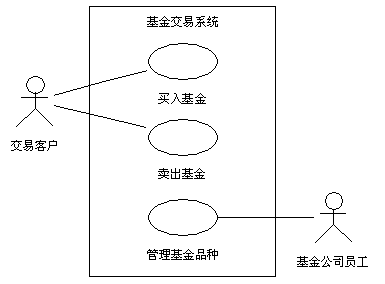 基金交易系统
买入基金
交易客户
卖出基金
管理基金品种
基金公司员工